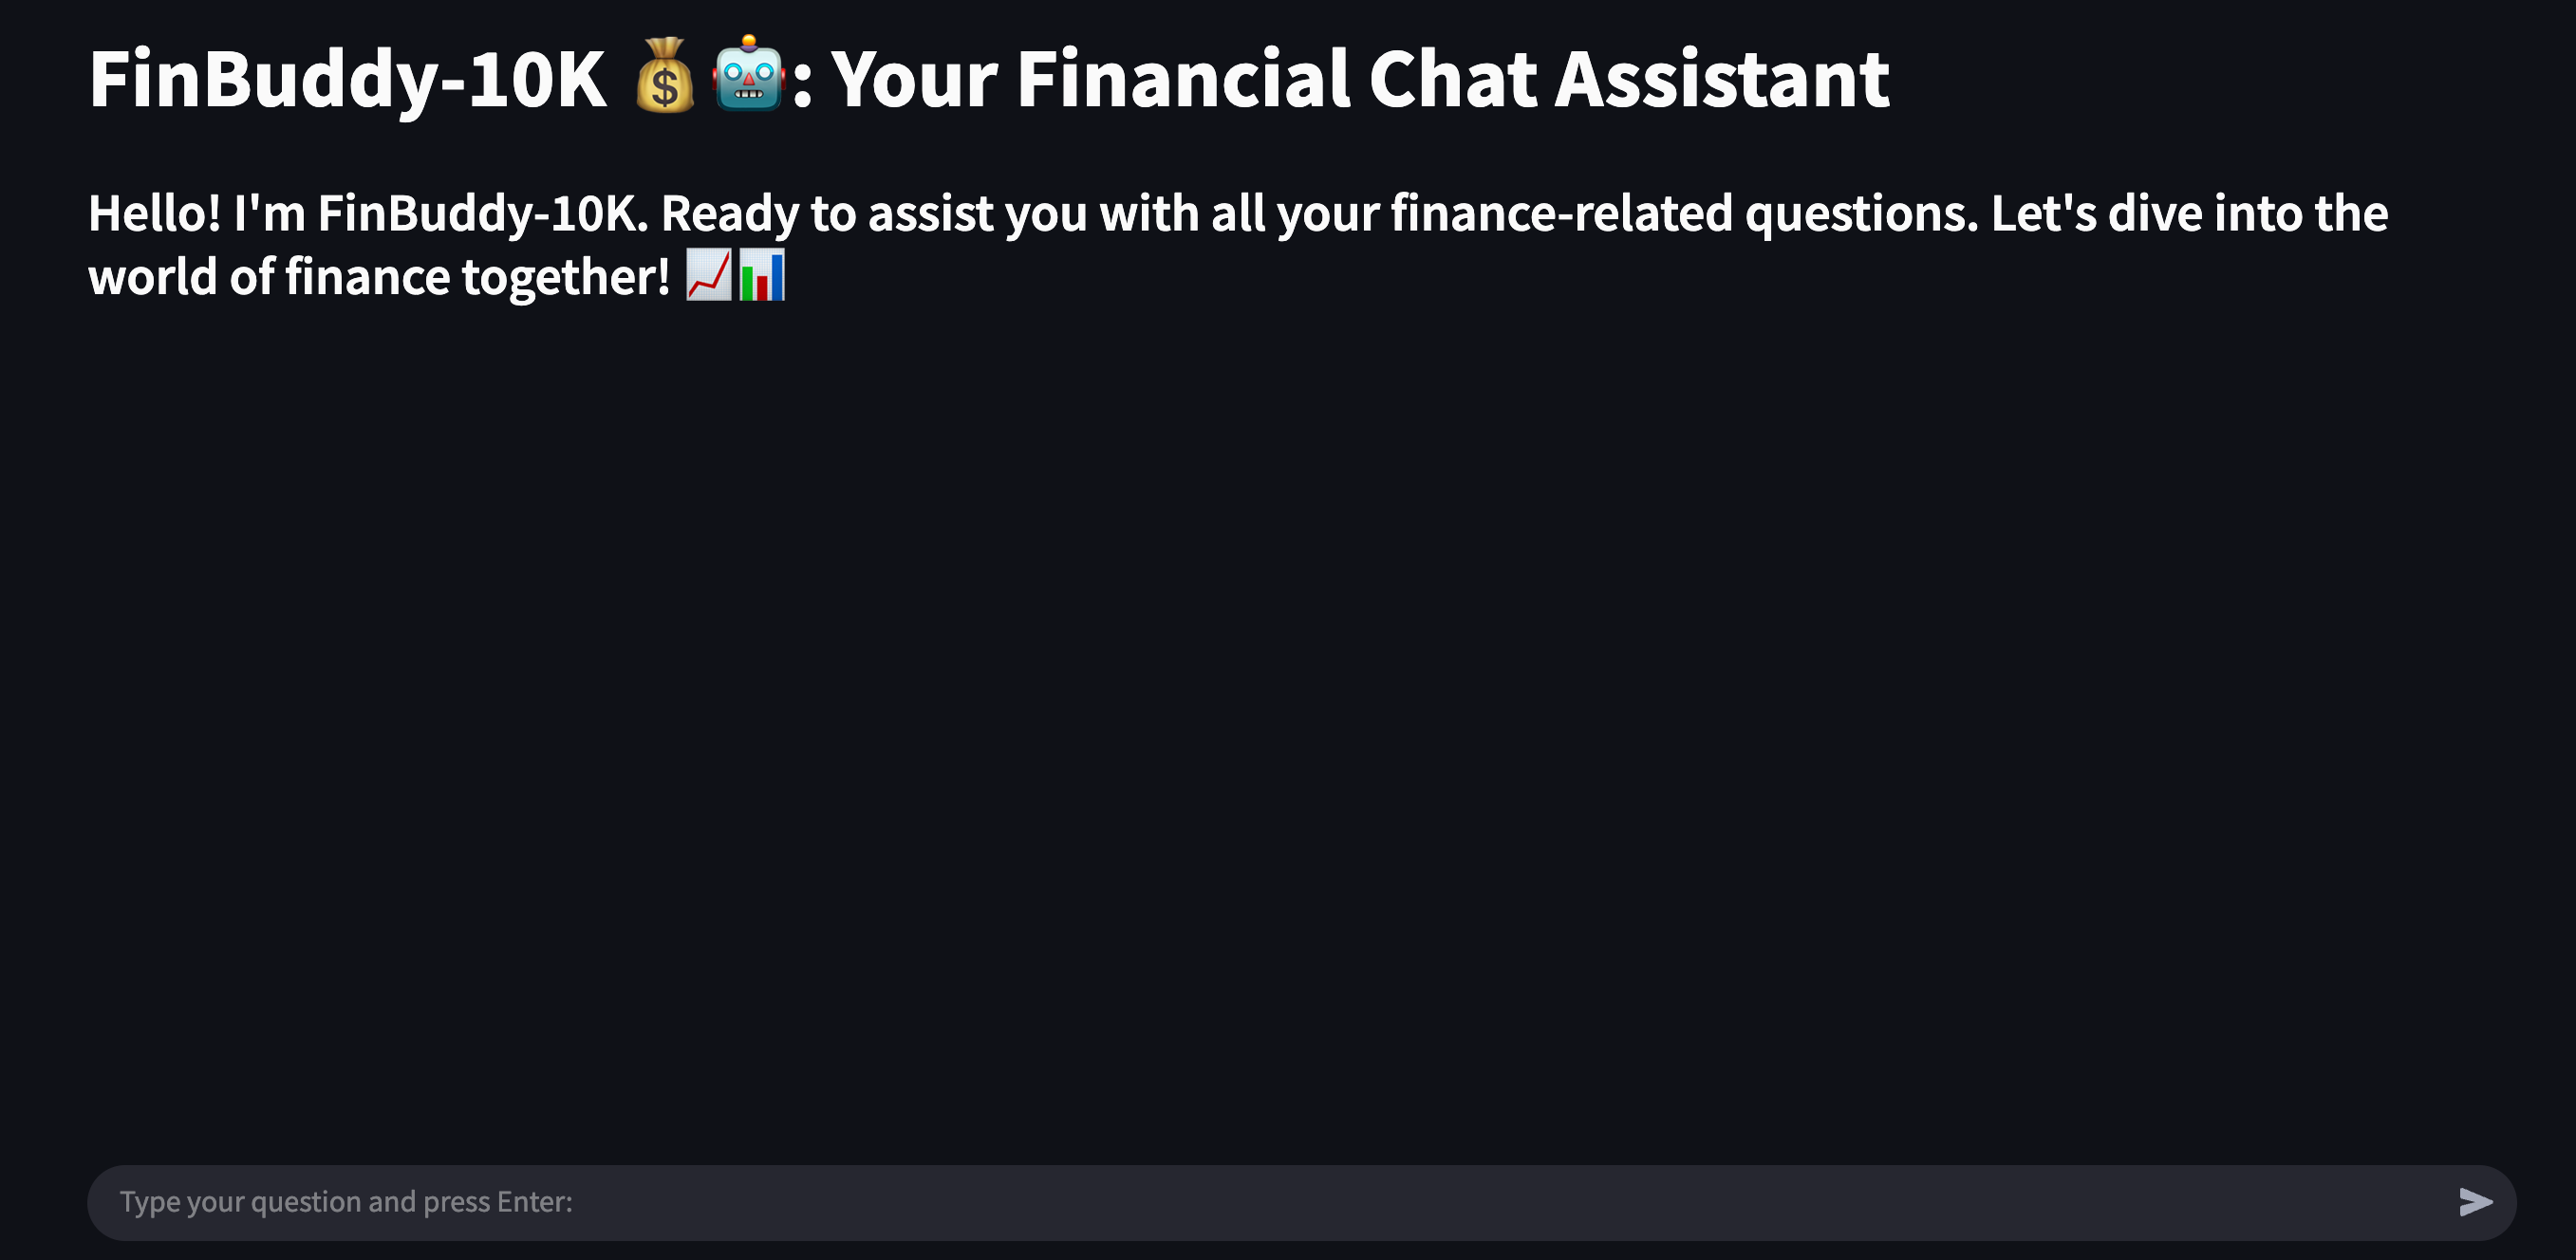 FinBuddy-10K 💰🤖: Your Financial Chat Assistant
Hello! I'm FinBuddy-10K. Ready to assist you with all your finance-related questions. Let's dive into the
world of finance together! 📈📊
Type your question and press Enter: